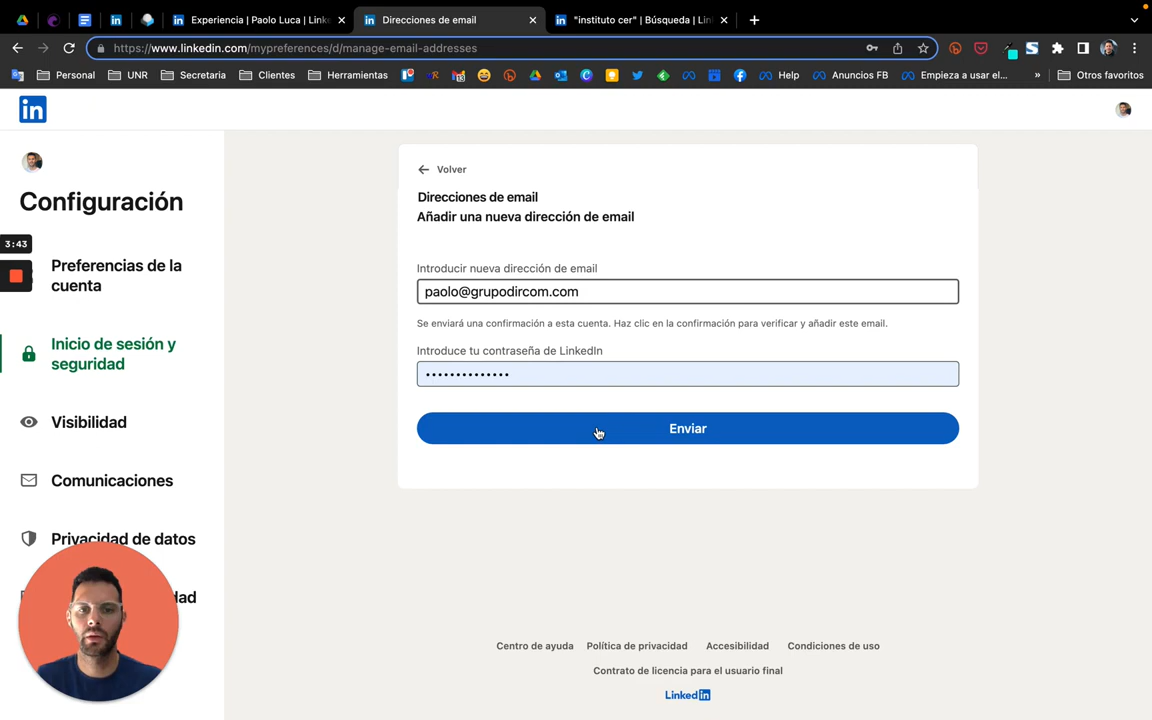 Experiencia | Paolo Luca | Linke
Direcciones de email
"instituto cer" | Búsqueda | Lin
https://www.linkedin.com/mypreferences/d/manage-email-addresses
Personal
UNR
Secretaria
Clientes
Herramientas
Help
Anuncios FB
Empieza a usar el...
»
Otros favoritos
in
Configuración
3:43
Preferencias de la
cuenta
Inicio de sesión y
seguridad
Visibilidad
Comunicaciones
Privacidad de datos
dad
Volver
Direcciones de email
Añadir una nueva dirección de email
Introducir nueva dirección de email
paolo@grupodircom.com
Se enviará una confirmación a esta cuenta. Haz clic en la confirmación para verificar y añadir este email.
Introduce tu contraseña de LinkedIn
••••••••••••••
Enviar
Centro de ayuda Política de privacidad Accesibilidad Condiciones de uso
Contrato de licencia para el usuario final
LinkedIn